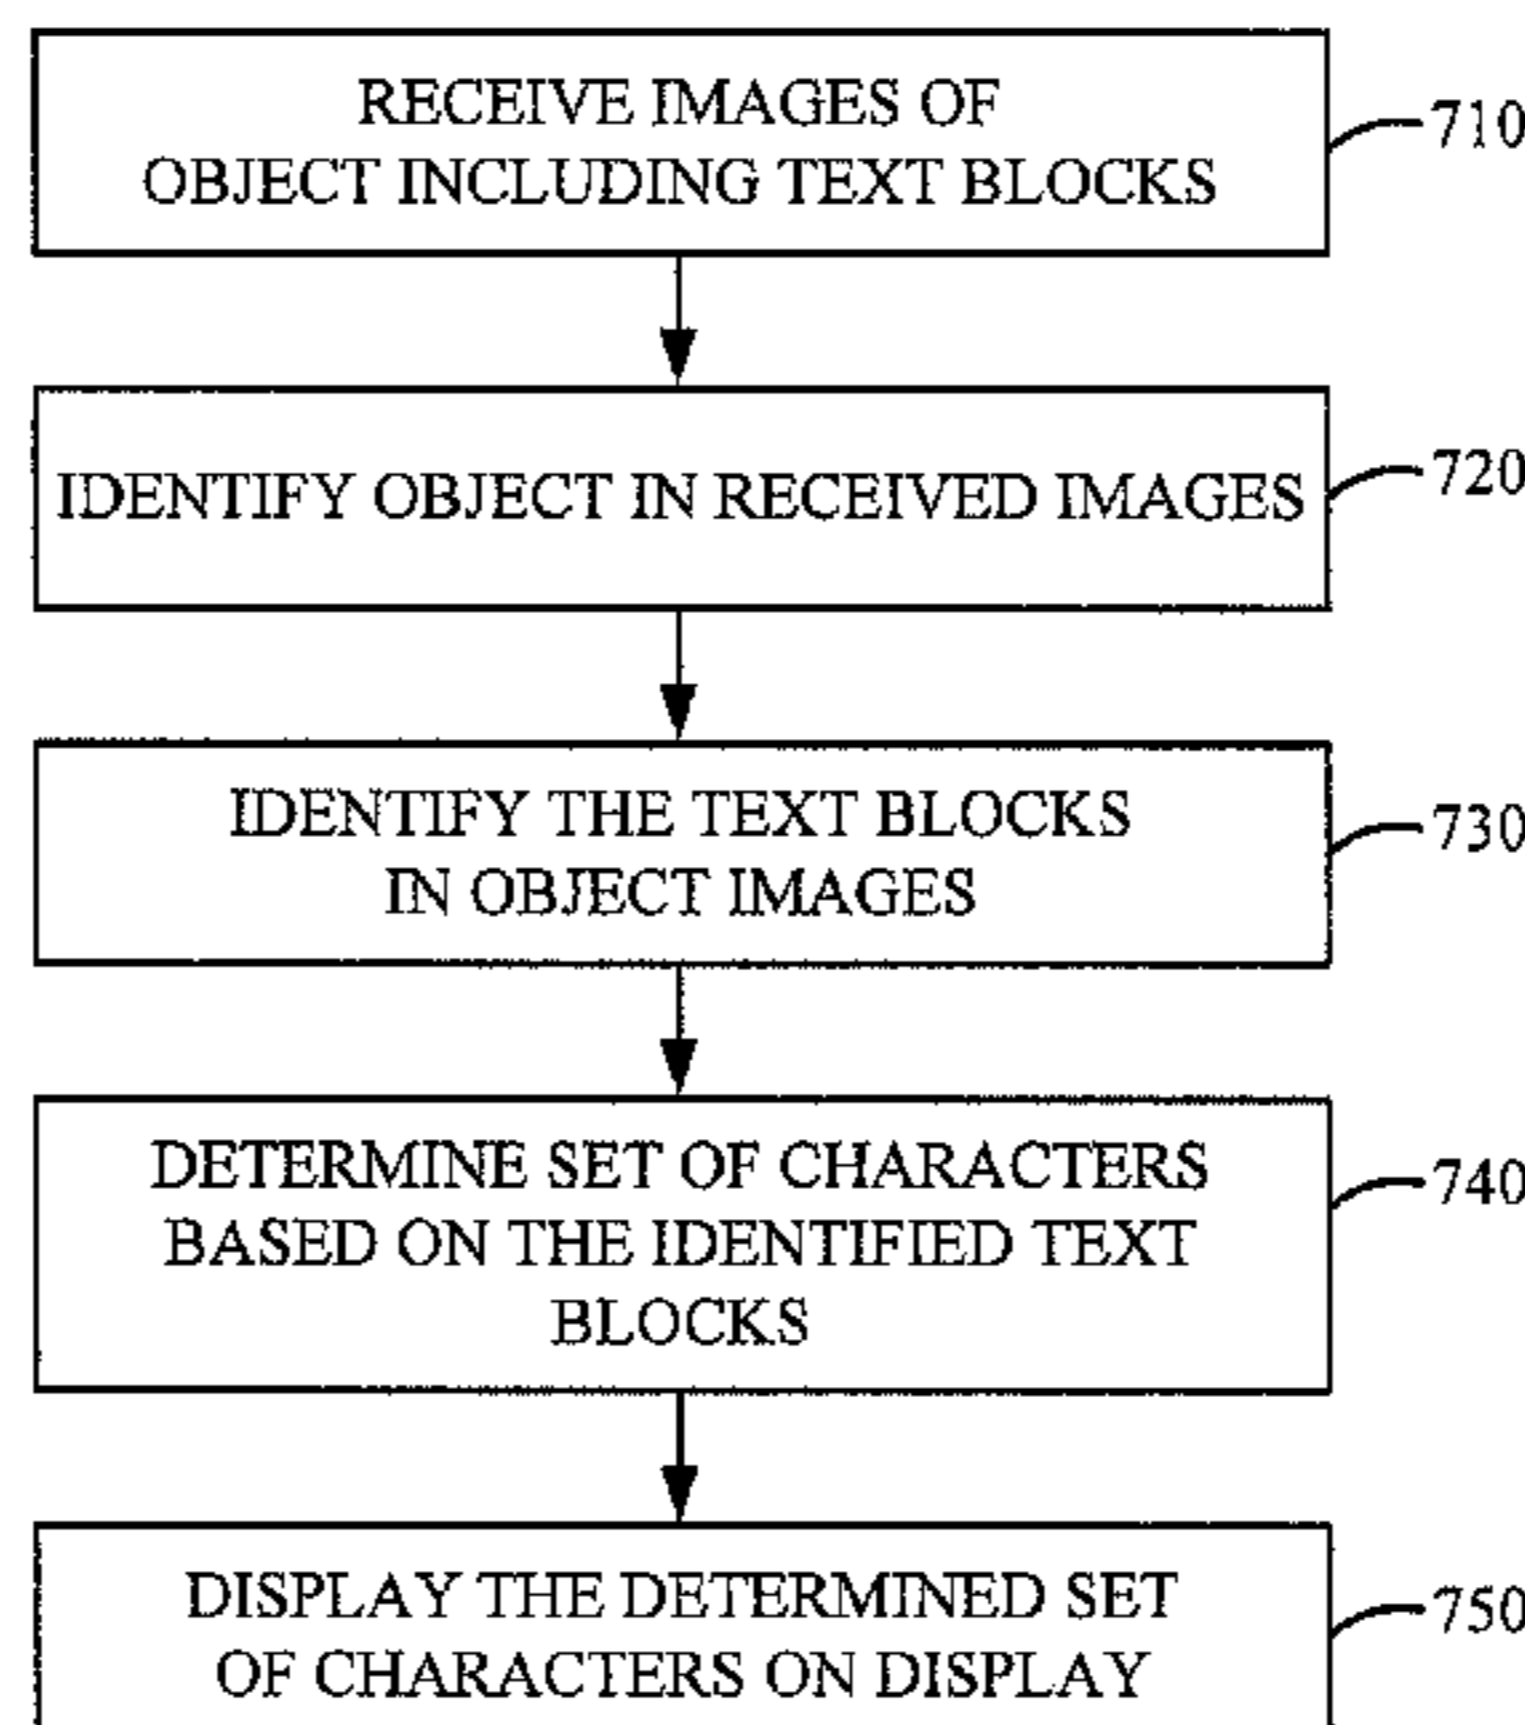 RECEIVE IMAGES OF
OBJECT INCLUDING TEXT BLOCKS
710
IDENTIFY OBJECT IN RECEIVED IMAGES
720
IDENTIFY THE TEXT BLOCKS
IN OBJECT IMAGES
730
DETERMINE SET OF CHARACTERS
BASED ON THE IDENTIFIED TEXT
BLOCKS
740
DISPLAY THE DETERMINED SET
OF CHARACTERS ON DISPLAY
750